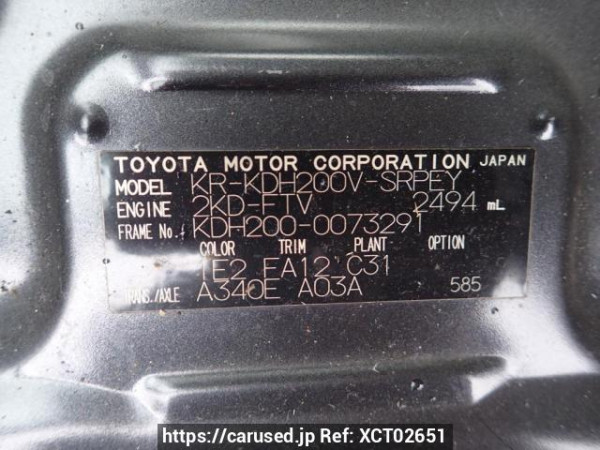 TOYOTA MOTOR CORPORATION JAPAN
MODEL KR-KDH200V-SRPEY
ENGINE 2KD-FTV 2494 mL
FRAME No. KDH200-0073291
COLOR TRIM PLANT OPTION
1E2 EA12 C31
TRANS./AXLE A340E A03A 585
https://carused.jp Ref: XCT02651